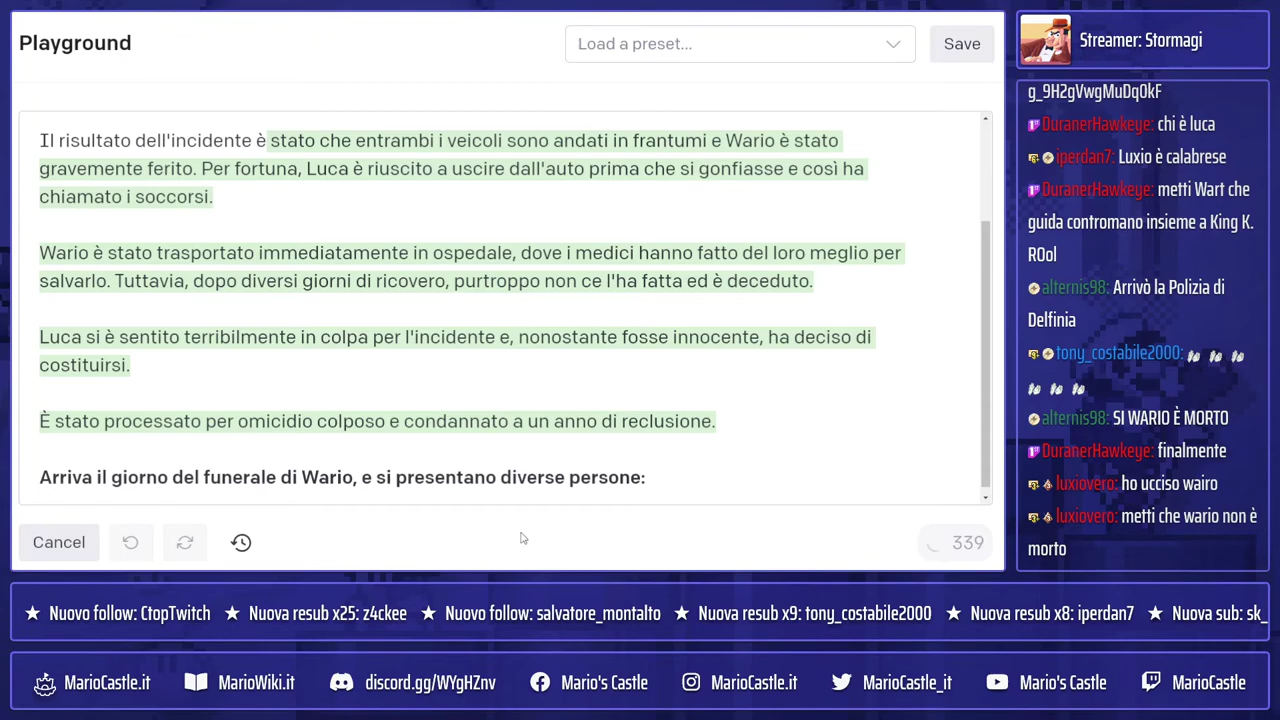 Playground
Load a preset...
Save
Il risultato dell'incidente è stato che entrambi i veicoli sono andati in frantumi e Wario è stato
gravemente ferito. Per fortuna, Luca è riuscito a uscire dall'auto prima che si gonfiasse e così ha
chiamato i soccorsi.
Wario è stato trasportato immediatamente in ospedale, dove i medici hanno fatto del loro meglio per
salvarlo. Tuttavia, dopo diversi giorni di ricovero, purtroppo non ce l'ha fatta ed è deceduto.
Luca si è sentito terribilmente in colpa per l'incidente e, nonostante fosse innocente, ha deciso di
costituirsi.
È stato processato per omicidio colposo e condannato a un anno di reclusione.
Arriva il giorno del funerale di Wario, e si presentano diverse persone:
Cancel
339
Streamer: Stormagi
g_9H2gVwgMuDq0kF
DuranerHawkeye: chi è luca
iperdan7: Luxio è calabrese
DuranerHawkeye: metti Wart che
guida contromano insieme a King K.
ROol
alternis98: Arrivò la Polizia di
Delfinia
tony_costabile2000:
alternis98: SI WARIO È MORTO
DuranerHawkeye: finalmente
luxiovero: ho ucciso wairo
luxiovero: metti che wario non è
morto
★ Nuovo follow: CtopTwitch ★ Nuova resub x25: z4ckee ★ Nuovo follow: salvatore_montalto ★ Nuova resub x9: tony_costabile2000 ★ Nuova resub x8: iperdan7 ★ Nuova sub: sk_
MarioCastle.it MarioWiki.it discord.gg/WYgHZnv Mario's Castle MarioCastle.it MarioCastle_it Mario's Castle MarioCastle